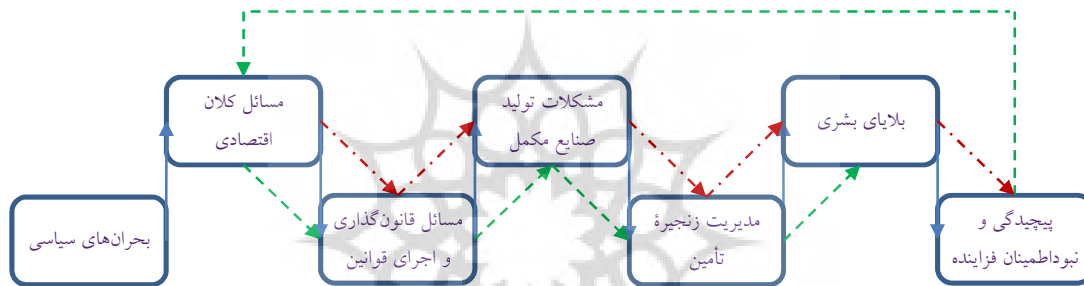 مسائل کلان
اقتصادی
مشکلات تولید
صنایع مکمل
بلایای بشری
بحران‌های سیاسی
مسائل قانون‌گذاری
و اجرای قوانین
مدیریت زنجیرۀ
تأمین
پیچیدگی و
نبوداطمینان فزاینده